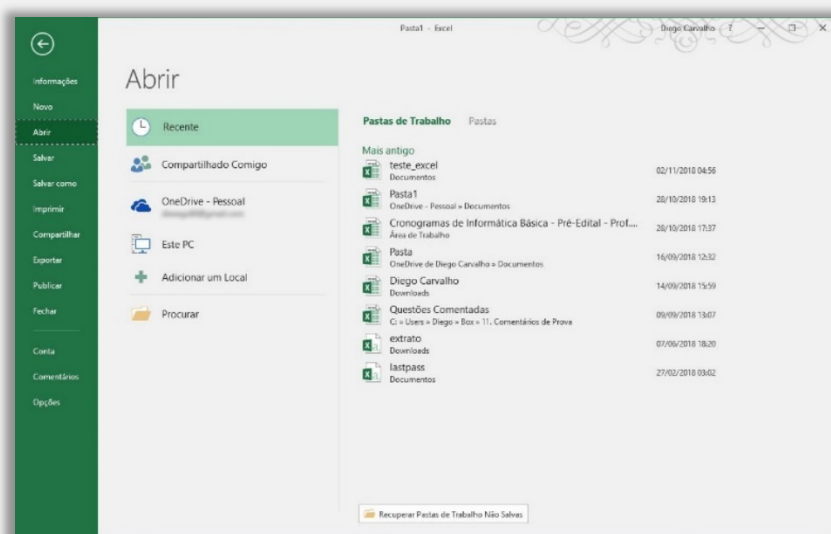 Pasta1 - Excel
Diego Carvalho ?
Informações
Novo
Abrir
Salvar
Salvar como
Imprimir
Compartilhar
Exportar
Publicar
Fechar
Conta
Comentários
Opções
Abrir
Recente
Compartilhado Comigo
OneDrive - Pessoal
Este PC
Adicionar um Local
Procurar
Pastas de Trabalho Pastas
Mais antigo
teste_excel
Documentos
02/11/2018 04:56
Pasta1
OneDrive - Pessoal » Documentos
28/10/2018 19:13
Cronogramas de Informática Básica - Pré-Edital - Prof....
Área de Trabalho
28/10/2018 17:37
Pasta
OneDrive de Diego Carvalho » Documentos
16/09/2018 12:32
Diego Carvalho
Downloads
14/09/2018 15:59
Questões Comentadas
C: » Users » Diego » Box » 11. Comentários de Prova
09/09/2018 13:07
extrato
Downloads
07/06/2018 18:20
lastpass
Documentos
27/02/2018 03:02
Recuperar Pastas de Trabalho Não Salvas